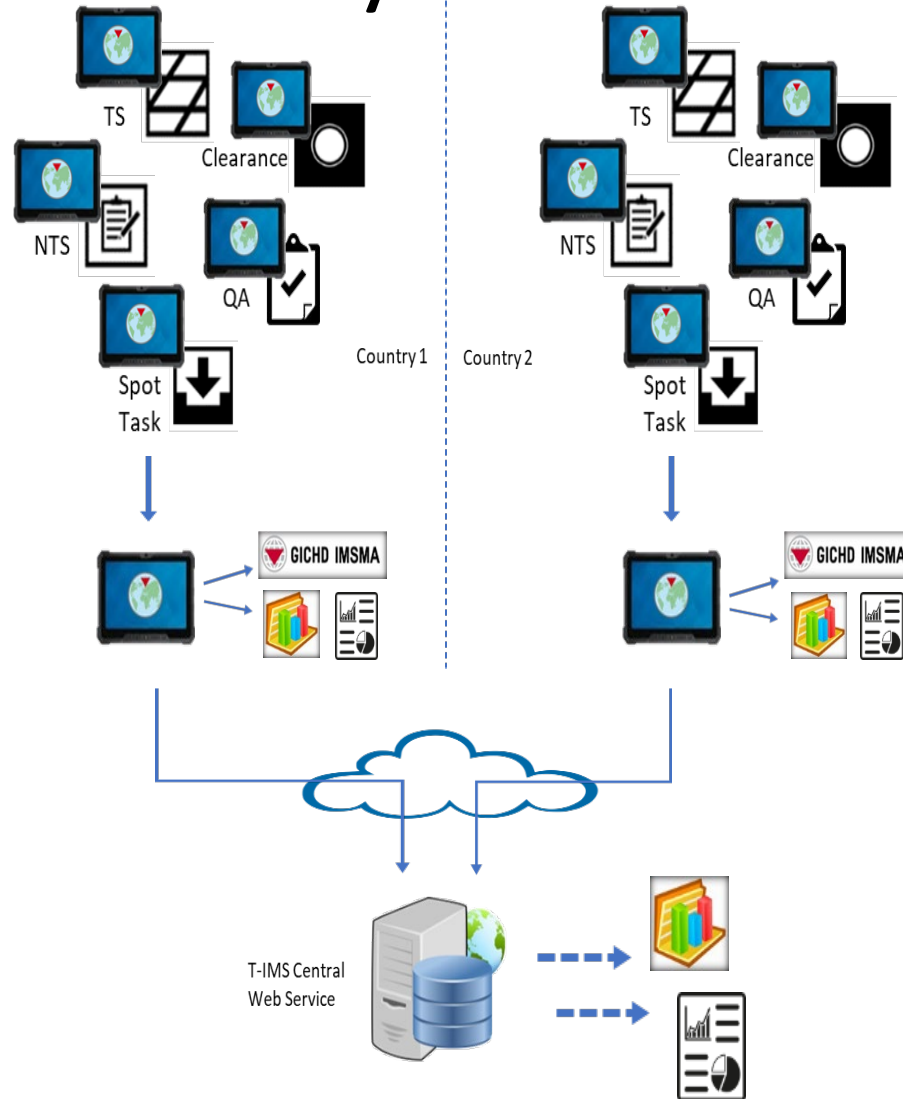 TS
Clearance
NTS
QA
Spot
Task
Country 1
TS
Clearance
NTS
QA
Spot
Task
Country 2
GICHD IMSMA
GICHD IMSMA
T-IMS Central
Web Service